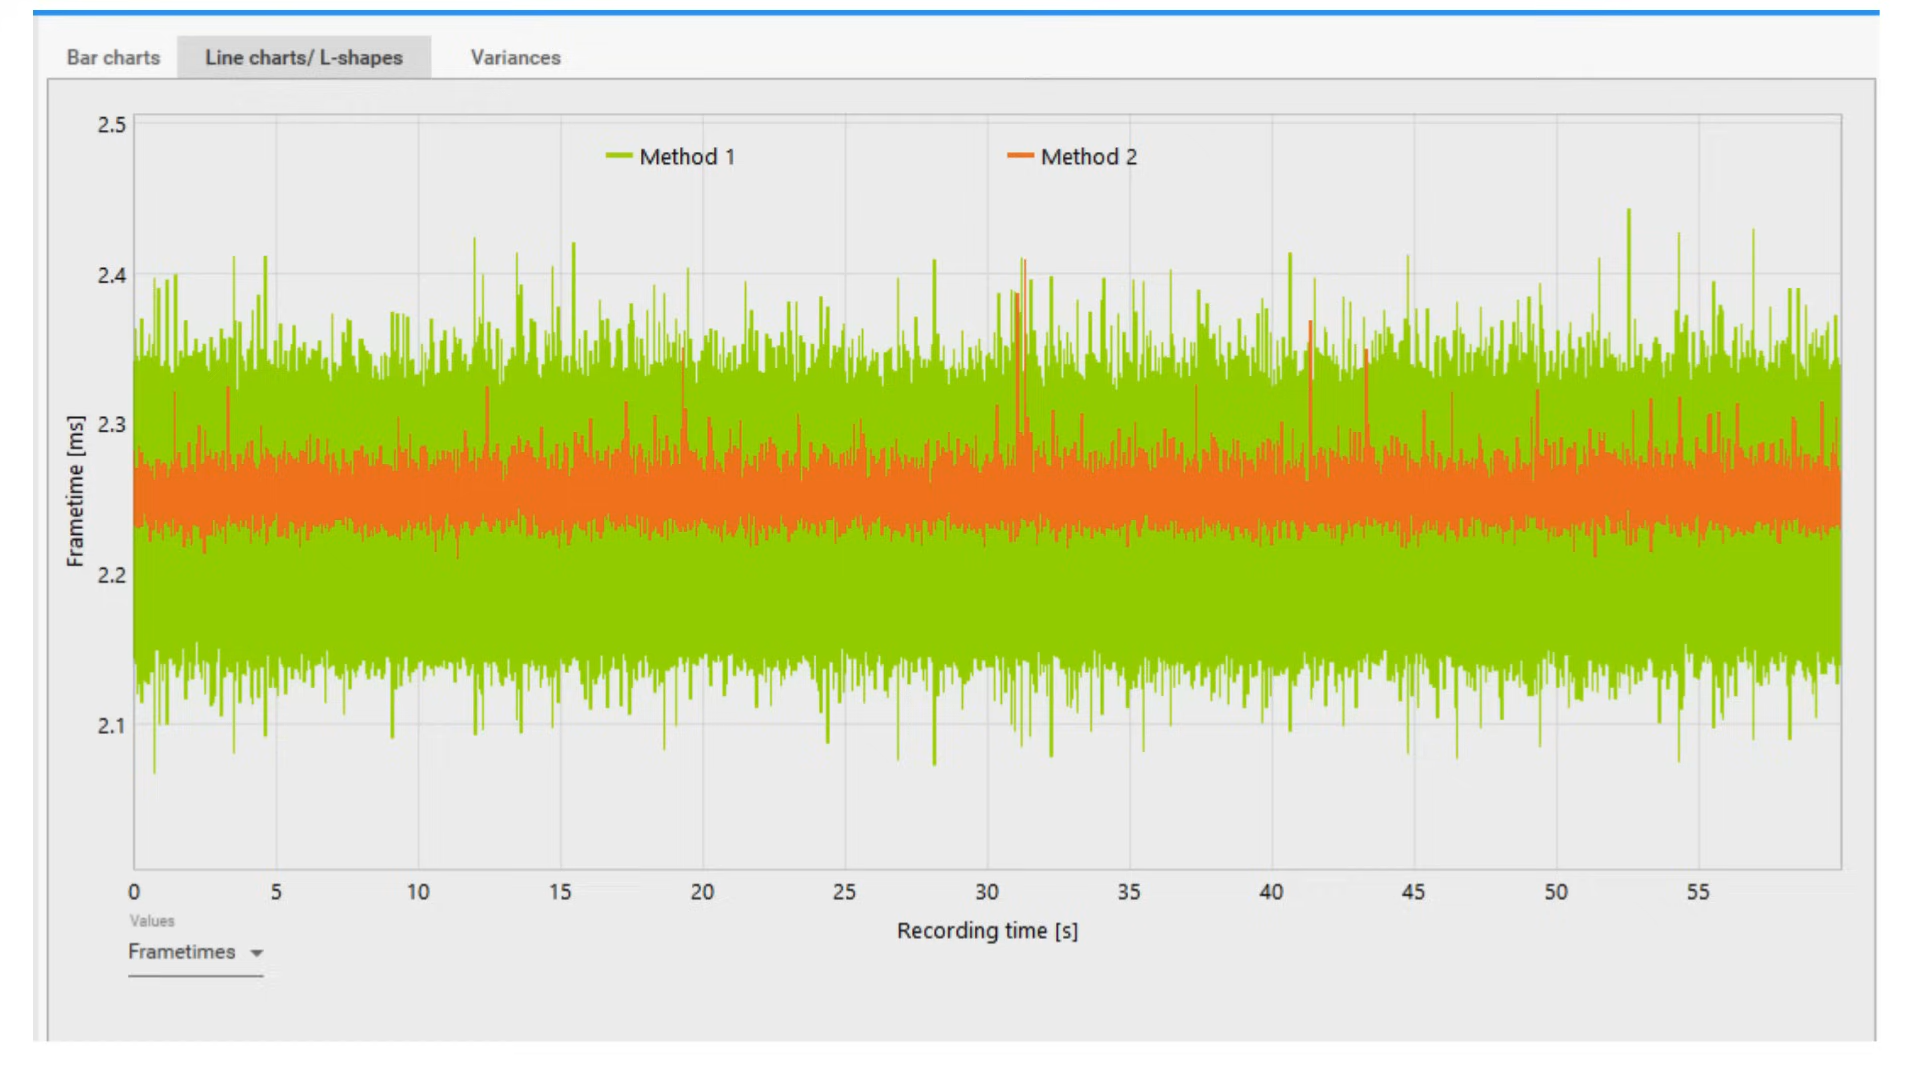 Bar charts
Line charts/ L-shapes
Variances
2.5
Method 1
Method 2
2.4
2.3
Frametime [ms]
2.2
2.1
0 5 10 15 20 25 30 35 40 45 50 55
Values
Recording time [s]
Frametimes